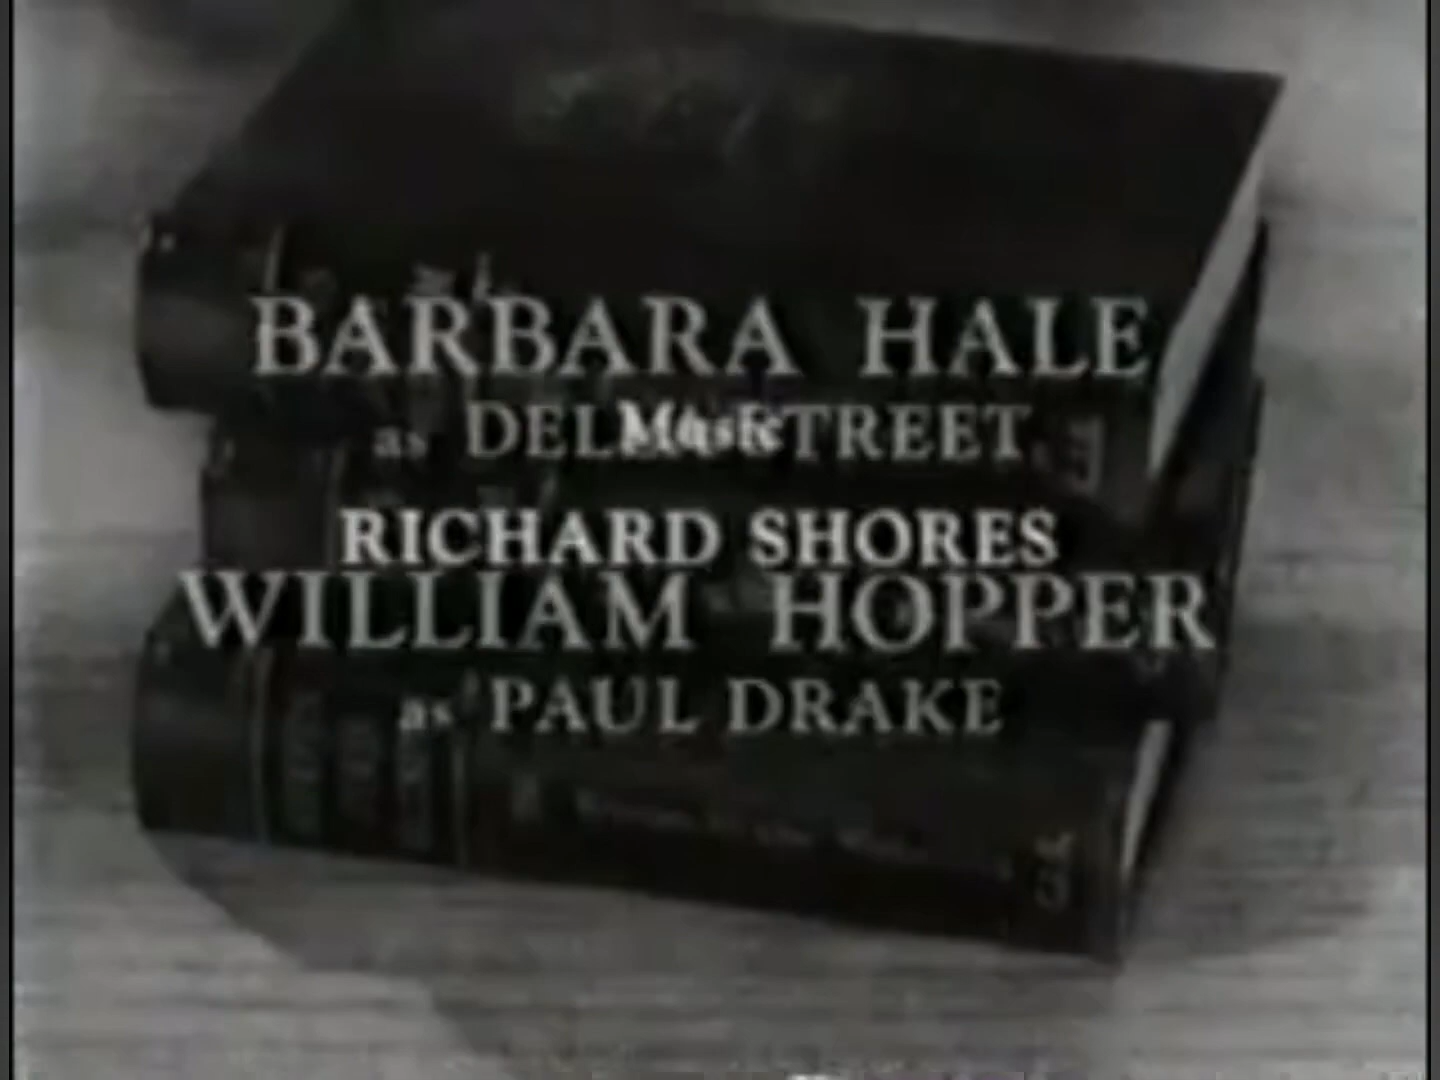 BARBARA HALE
as DELLA STREET
Music
RICHARD SHORES
WILLIAM HOPPER
as PAUL DRAKE